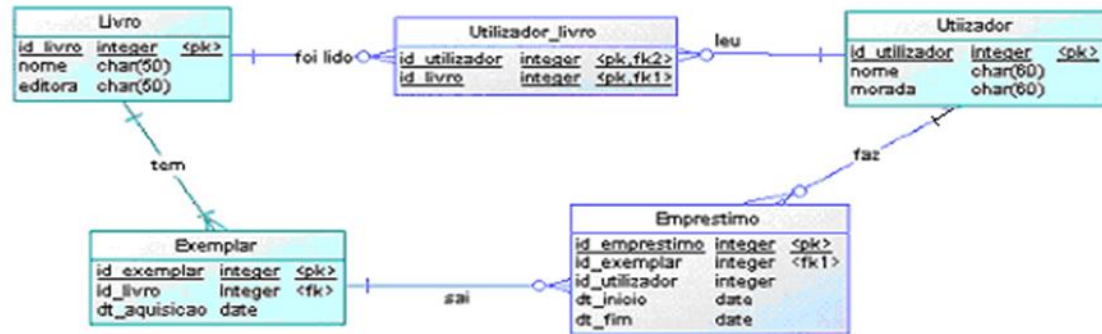 Livro
id_livro integer <pk>
nome char(50)
editora char(50)
foi lido
Utilizador_livro
id_utilizador integer <pk,fk2>
id_livro integer <pk,fk1>
leu
Utiizador
id_utilizador integer <pk>
nome char(60)
morada char(60)
tem
faz
Exemplar
id_exemplar integer <pk>
id_livro integer <fk>
dt_aquisicao date
sai
Emprestimo
id_emprestimo integer <pk>
id_exemplar integer <fk1>
id_utilizador integer
dt_inicio date
dt_fim date